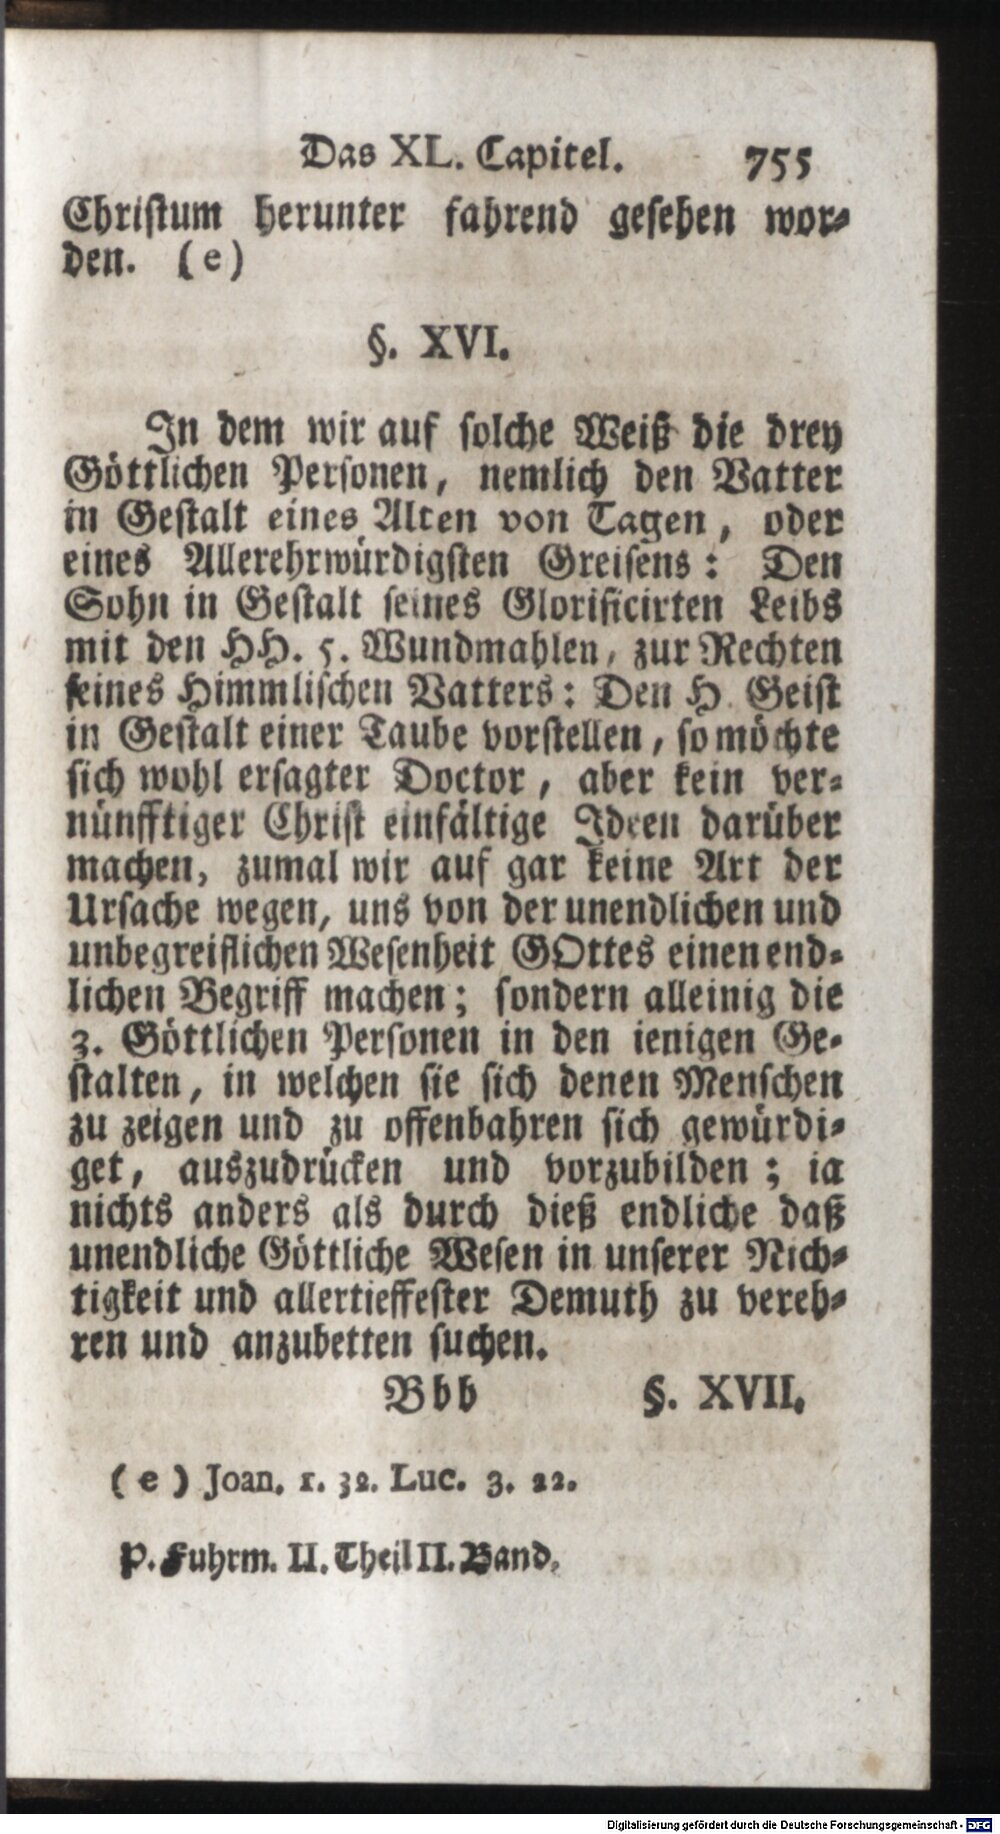 Das XL. Capitel. 755
Christum herunter fahrend gesehen wor-
den. (e)
§. XVI.
In dem wir auf solche Weiß die drey
Göttlichen Personen, nemlich den Vatter
in Gestalt eines Alten von Tagen, oder
eines Allerehrwürdigsten Greisens: Den
Sohn in Gestalt seines Glorificirten Leibs
mit den HH. 5. Wundmahlen, zur Rechten
seines Himmlischen Vatters: Den H. Geist
in Gestalt einer Taube vorstellen, so möchte
sich wohl ersagter Doctor, aber kein ver-
nünfftiger Christ einfältige Ideen darüber
machen, zumal wir auf gar keine Art der
Ursache wegen, uns von der unendlichen und
unbegreiflichen Wesenheit GOttes einen end-
lichen Begriff machen; sondern alleinig die
3. Göttlichen Personen in den ienigen Ge-
stalten, in welchen sie sich denen Menschen
zu zeigen und zu offenbahren sich gewürdi-
get, auszudrücken und vorzubilden; ia
nichts anders als durch dieß endliche daß
unendliche Göttliche Wesen in unserer Nich-
tigkeit und allertieffester Demuth zu vereh-
ren und anzubetten suchen.
Bbb §. XVII.
(e) Joan. 1. 32. Luc. 3. 22.
P. Fuhrm. II. Theil II. Band.
Digitalisierung gefördert durch die Deutsche Forschungsgemeinschaft - DFG